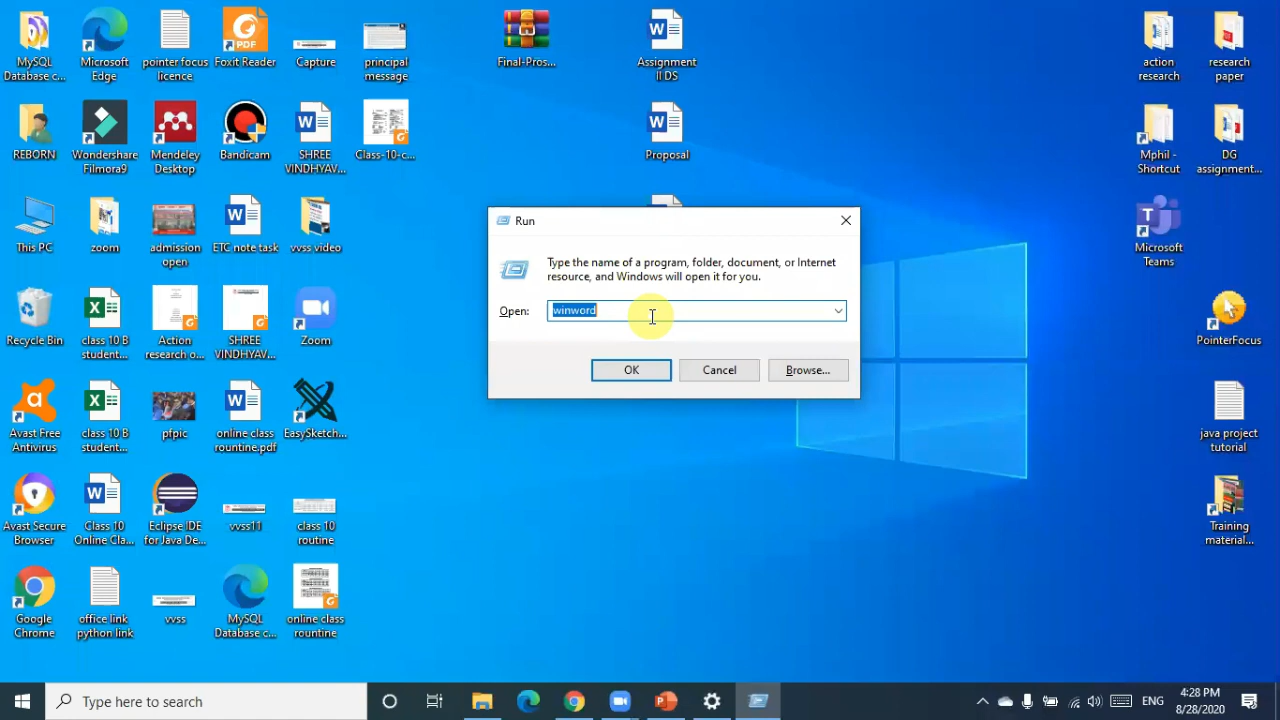 MySQL
Database c...
Microsoft
Edge
pointer focus
licence
PDF
Foxit Reader
Capture
principal
message
Final-Pros...
Assignment
II DS
action
research
research
paper
REBORN
Wondershare
Filmora9
Mendeley
Desktop
Bandicam
SHREE
VINDHYAV...
Class-10-c...
Proposal
Mphil -
Shortcut
DG
assignment...
This PC
zoom
admission
open
ETC note task
vvss video
Microsoft
Teams
Run
Type the name of a program, folder, document, or Internet
resource, and Windows will open it for you.
Open:
winword
OK
Cancel
Browse...
Recycle Bin
class 10 B
student...
Action
research o...
SHREE
VINDHYAV...
Zoom
PointerFocus
Avast Free
Antivirus
class 10 B
student...
pfpic
online class
rountine.pdf
EasySketch...
java project
tutorial
Avast Secure
Browser
Class 10
Online Cla...
Eclipse IDE
for Java De...
vvss11
class 10
routine
Training
material...
Google
Chrome
office link
python link
vvss
MySQL
Database c...
online class
rountine
Type here to search
ENG
4:28 PM
8/28/2020